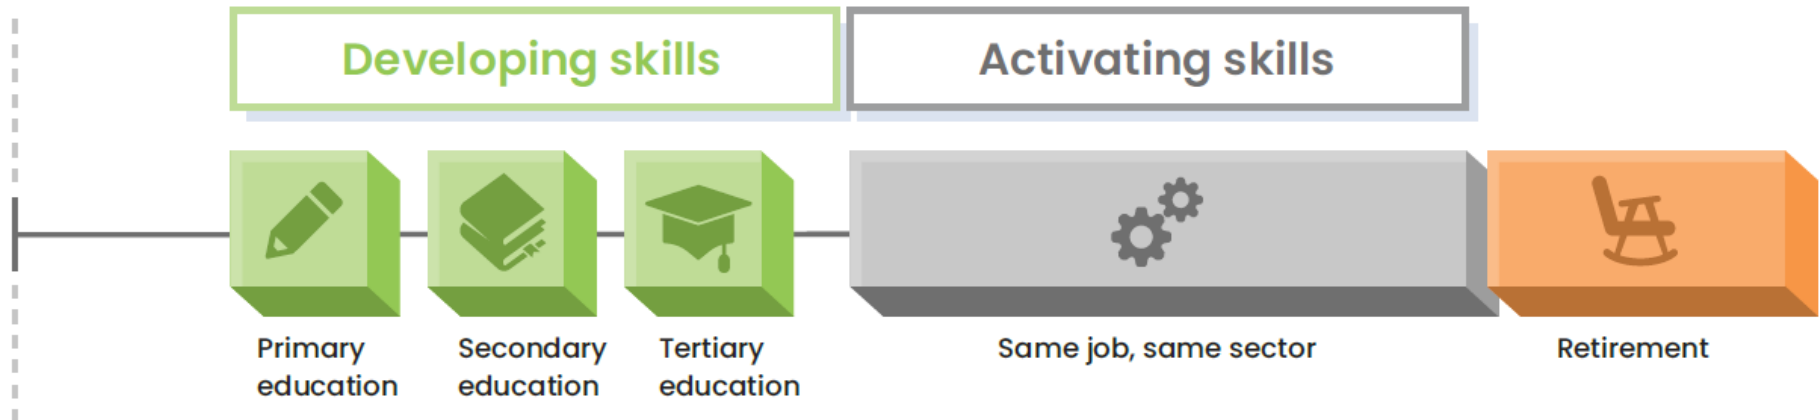 Developing skills
Activating skills
Primary
education
Secondary
education
Tertiary
education
Same job, same sector
Retirement